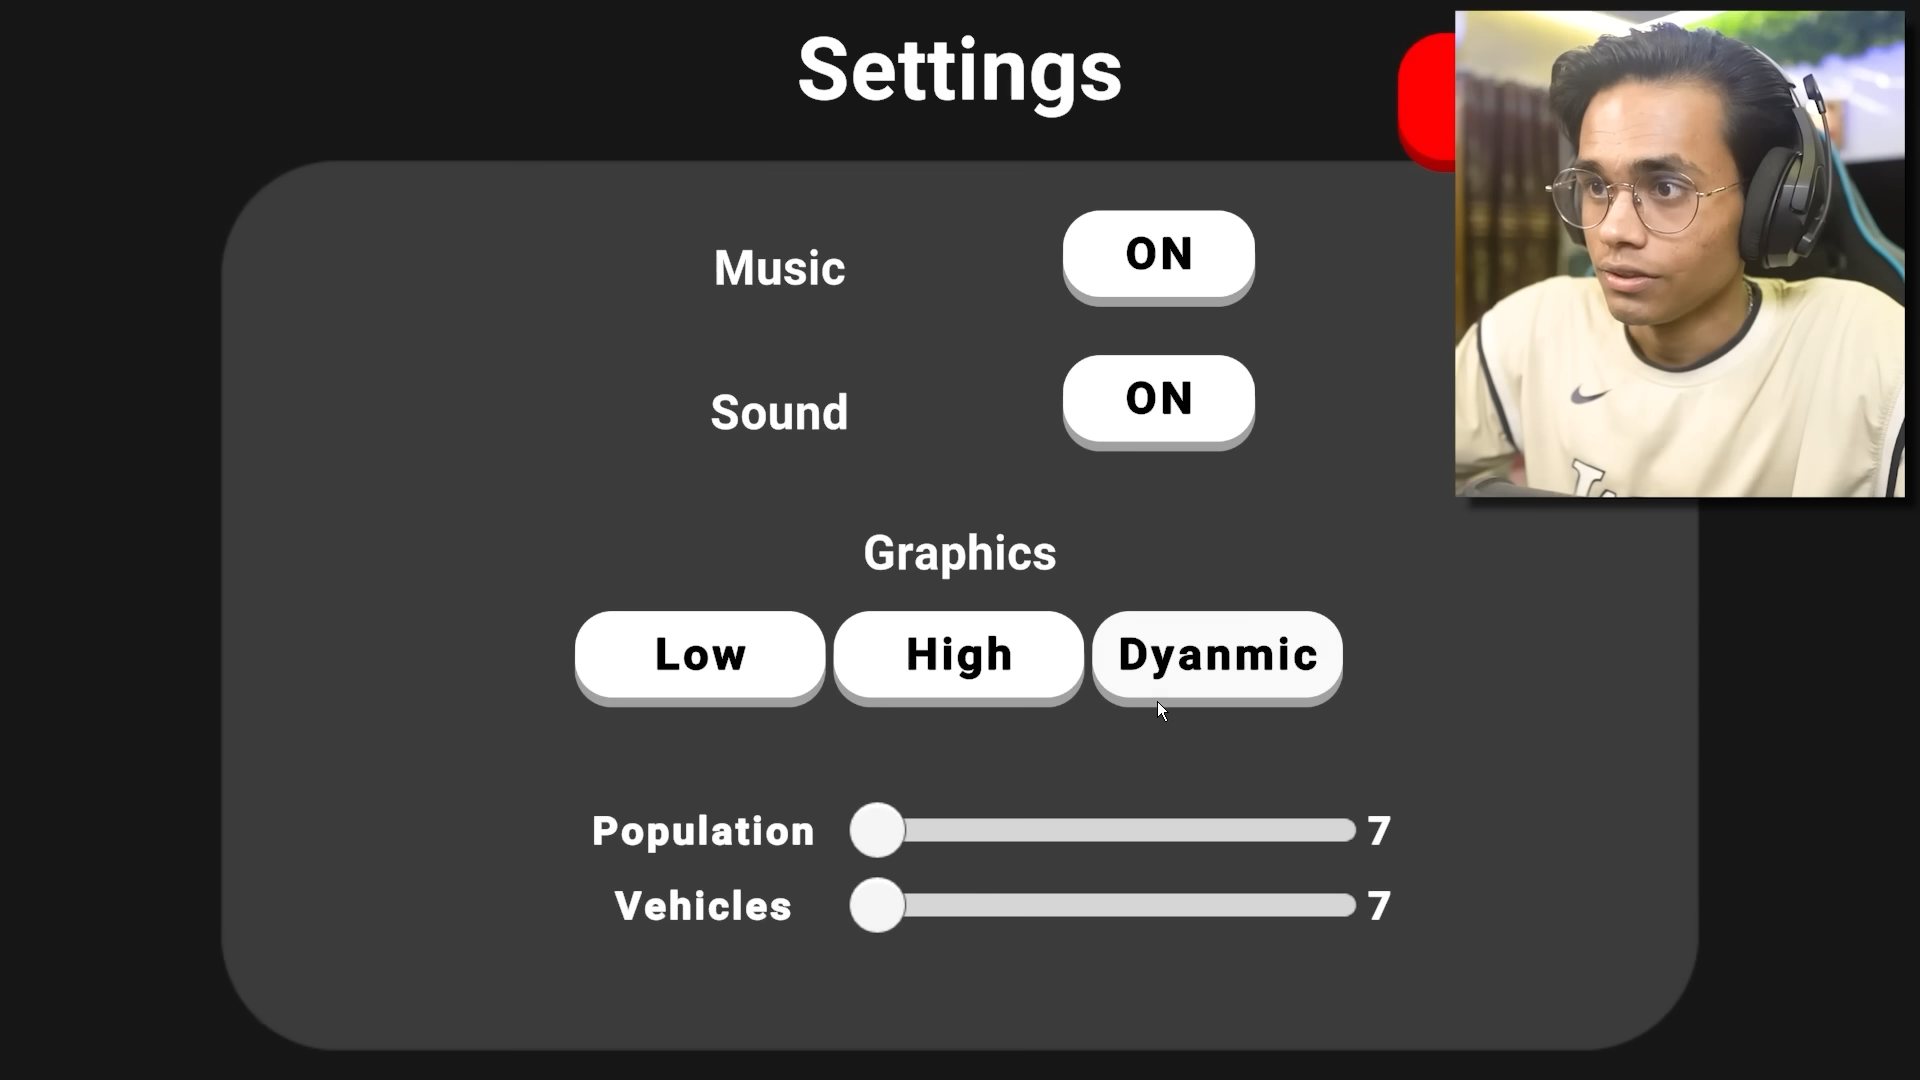 Settings
Music
ON
Sound
ON
Graphics
Low
High
Dyanmic
Population
7
Vehicles
7